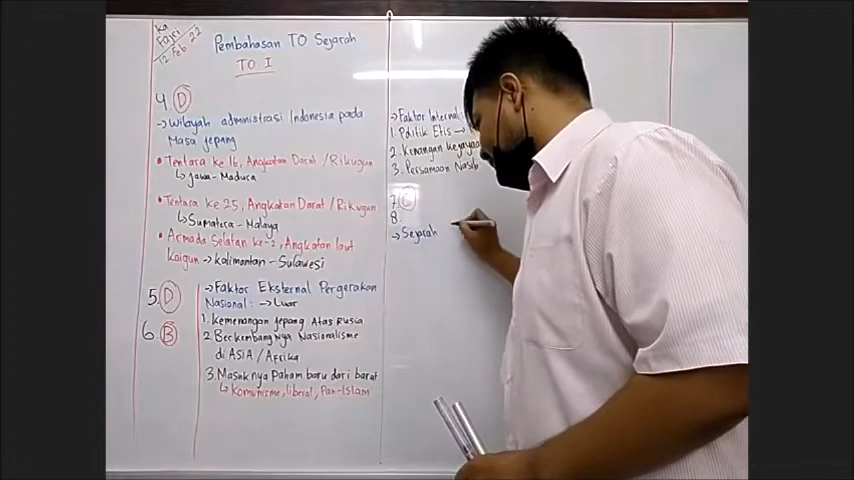 ka
Fajri
12 Feb 22
Pembahasan TO Sejarah
TO I
4 D
→ Wilayah administrasi Indonesia pada
Masa jepang
• Tentara ke 16, Angkatan Darat / Rikugun
↳ Jawa - Madura
• Tentara ke 25, Angkatan Darat / Rikugun
↳ Sumatera - Malaya
• Armada Selatan ke-2, Angkatan laut
kaigun → kalimantan - Sulawesi
5. D
→ Faktor Eksternal Pergerakan
Nasional: → Luar
1. kemenangan jepang Atas Rusia
6. B
2. Berkembangnya Nasionalisme
di ASIA / Afrika
3. Masuknya Paham baru dari barat
↳ komunisme, liberal, Pan-Islam
→ Faktor Internal:
1. Politik Etis →
2. Kenangan kejayaa
3. Persamaan Nasib
7. C
8.
→ Sejarah